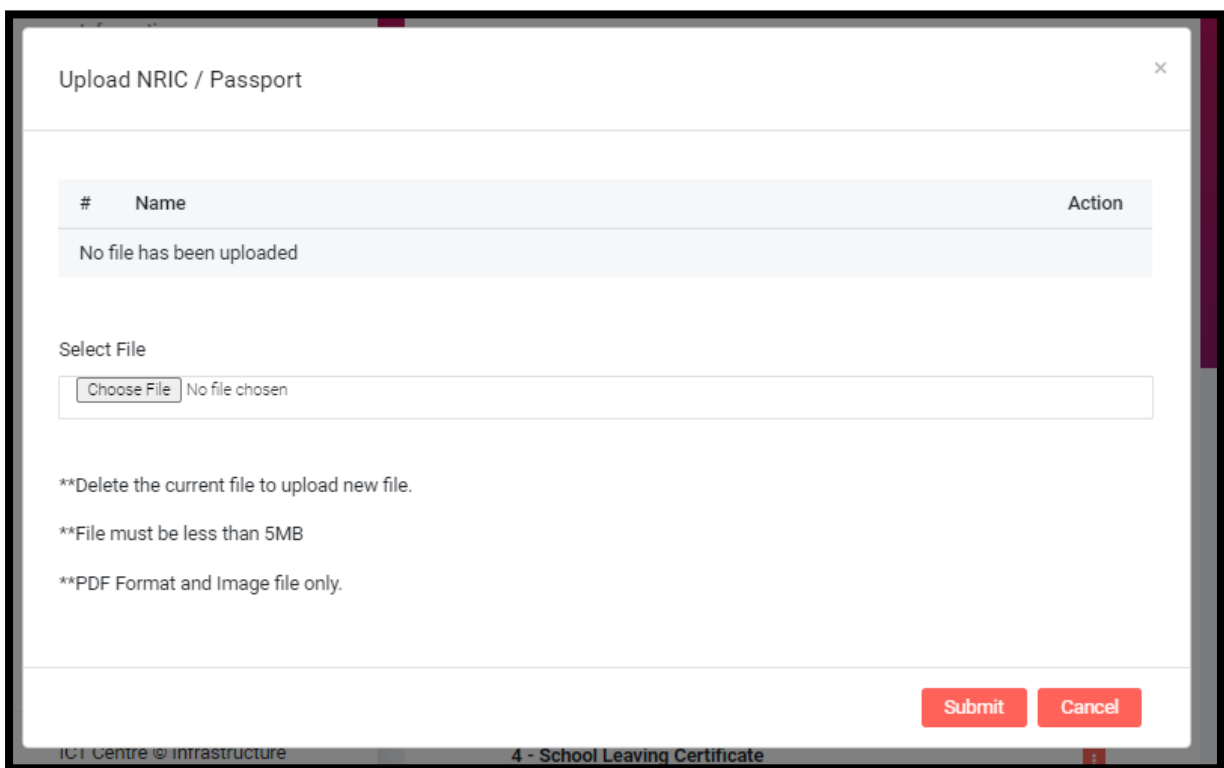 Upload NRIC / Passport
×
# Name Action
No file has been uploaded
Select File
Choose File No file chosen
**Delete the current file to upload new file.
**File must be less than 5MB
**PDF Format and Image file only.
Submit Cancel
ICT Centre © Infrastructure
4 - School Leaving Certificate